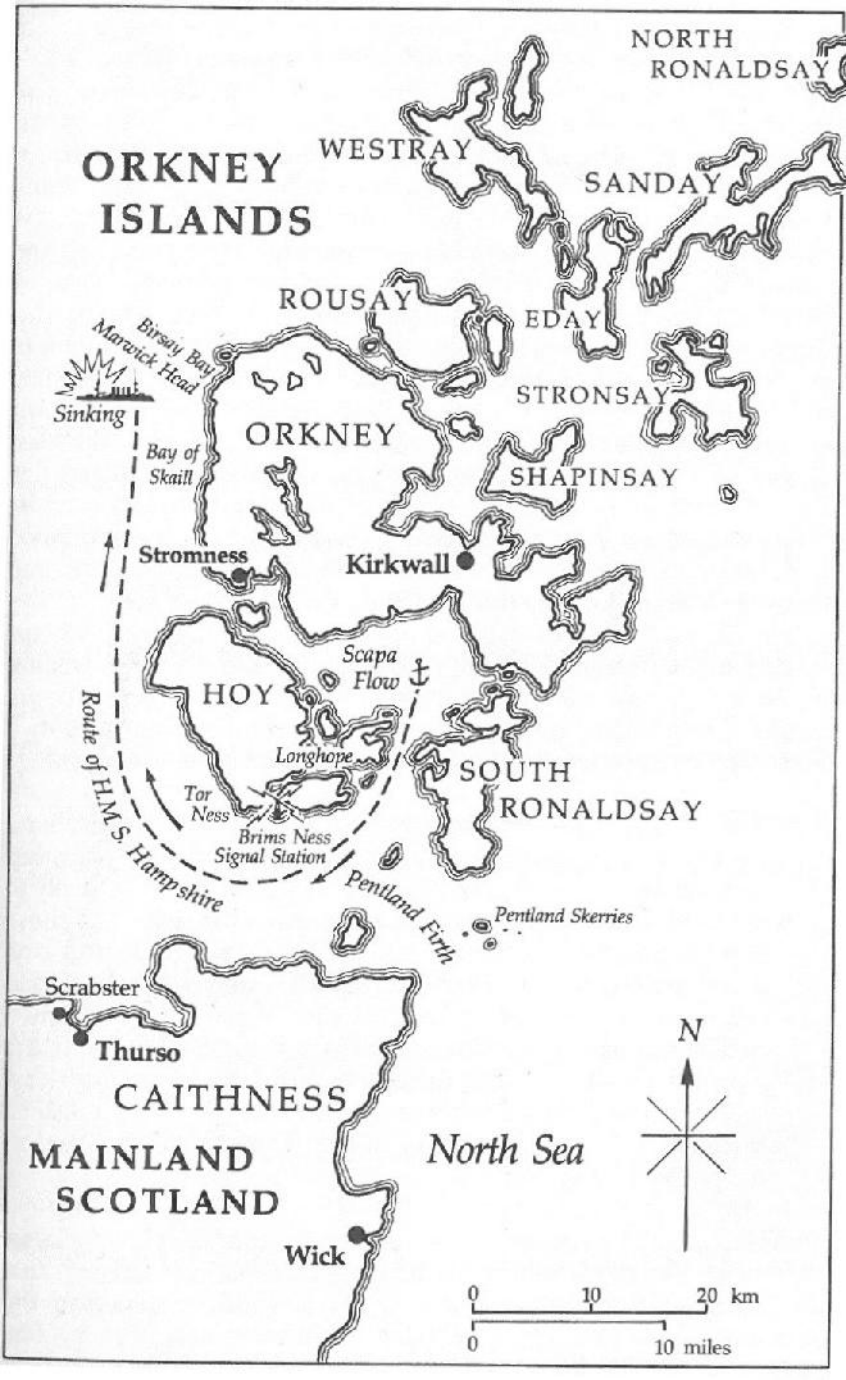 NORTH
RONALDSAY
WESTRAY
ORKNEY
ISLANDS
SANDAY
ROUSAY
EDAY
Birsay Bay
Marwick Head
Sinking
STRONSAY
ORKNEY
Bay of
Skaill
SHAPINSAY
Stromness
Kirkwall
Scapa
Flow
HOY
Longhope
SOUTH
RONALDSAY
Tor
Ness
Brims Ness
Signal Station
Route of H.M.S. Hampshire
Pentland Firth
Pentland Skerries
Scrabster
Thurso
N
CAITHNESS
MAINLAND
SCOTLAND
North Sea
Wick
0 10 20 km
0 10 miles